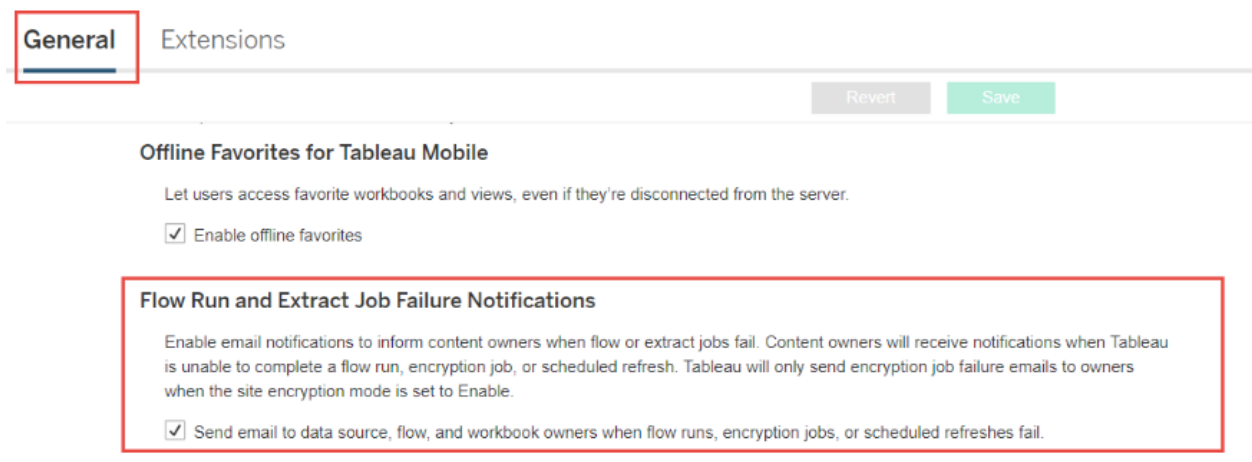 General Extensions
Revert Save
Offline Favorites for Tableau Mobile
Let users access favorite workbooks and views, even if they're disconnected from the server.
Enable offline favorites
Flow Run and Extract Job Failure Notifications
Enable email notifications to inform content owners when flow or extract jobs fail. Content owners will receive notifications when Tableau
is unable to complete a flow run, encryption job, or scheduled refresh. Tableau will only send encryption job failure emails to owners
when the site encryption mode is set to Enable.
Send email to data source, flow, and workbook owners when flow runs, encryption jobs, or scheduled refreshes fail.